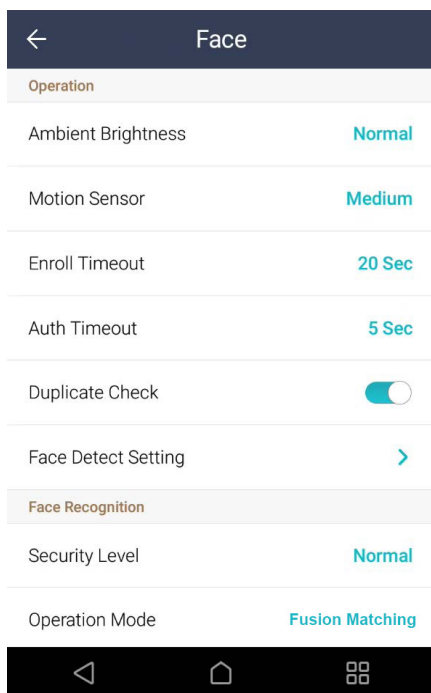 Face
Operation
Ambient Brightness Normal
Motion Sensor Medium
Enroll Timeout 20 Sec
Auth Timeout 5 Sec
Duplicate Check
Face Detect Setting
Face Recognition
Security Level Normal
Operation Mode Fusion Matching